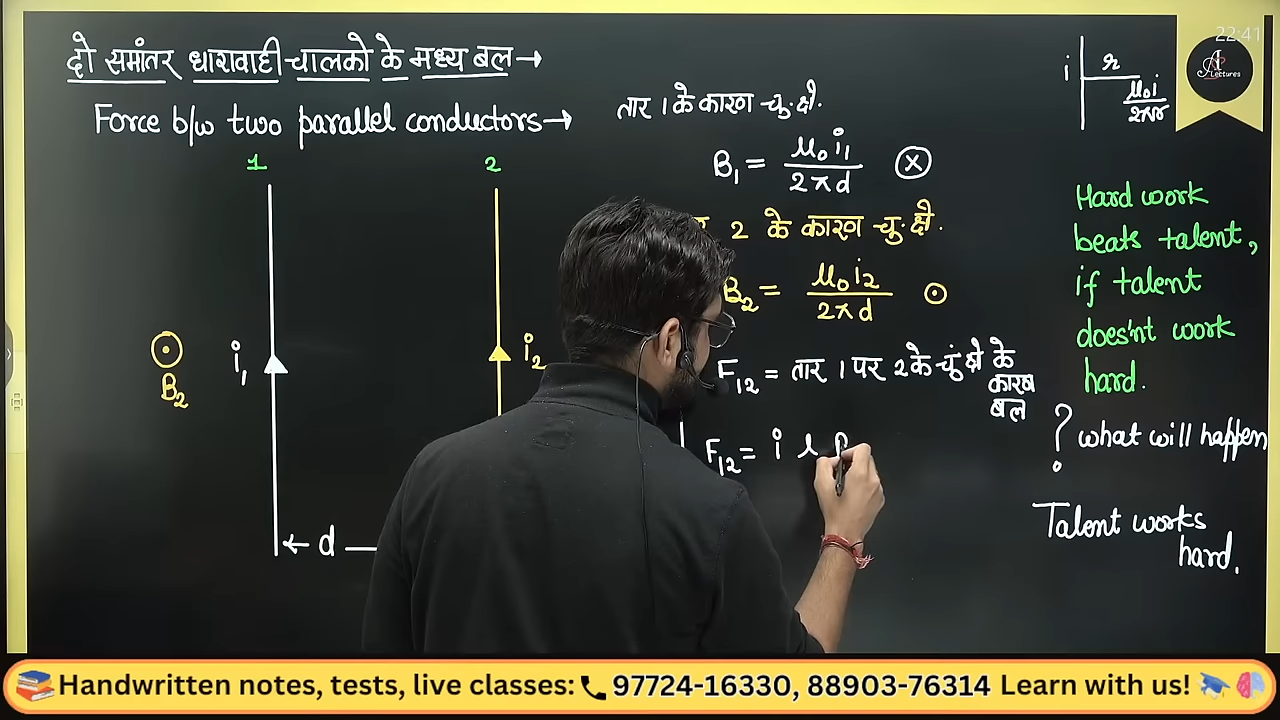 दो समांतर धारावाही चालको के मध्य बल→
Force b/w two parallel conductors→
1
2
i₁
i₂
B₂
← d —
तार 1 के कारण चु. क्षे.
B₁ = μ₀i₁ / 2πd ⊗
2 के कारण चु. क्षे.
B₂ = μ₀i₂ / 2πd ⊙
F₁₂ = तार 1 पर 2 के चुं क्षे के
कारण
बल
F₁₂ = i l
i
r
μ₀i / 2πr
22:41
Lectures
Hard work
beats talent,
if talent
does'nt work
hard.
? what will happen
Talent works
hard.
Handwritten notes, tests, live classes: 97724-16330, 88903-76314 Learn with us!